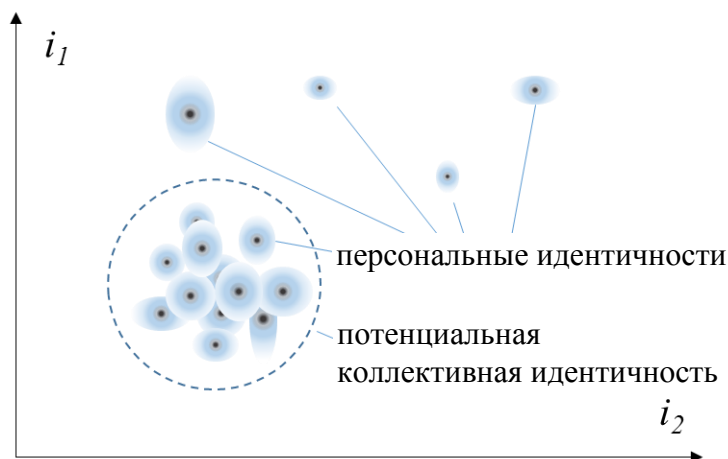 i1
персональные идентичности
потенциальная
коллективная идентичность
i2